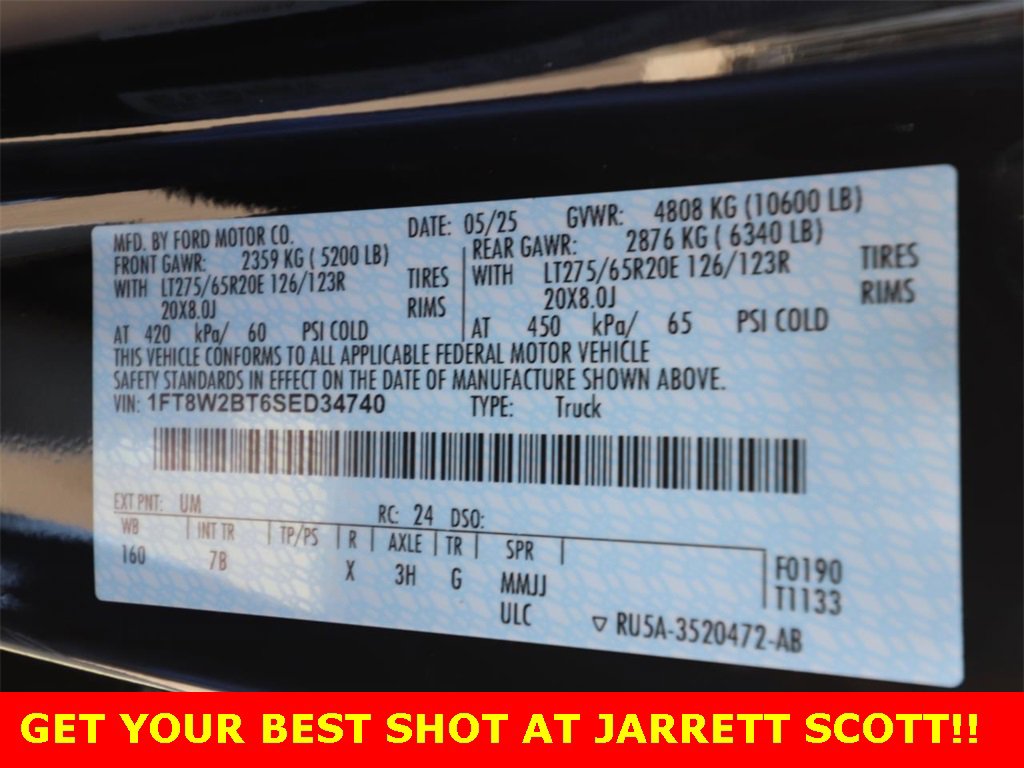 MFD. BY FORD MOTOR CO. DATE: 05/25 GVWR: 4808 KG (10600 LB)
FRONT GAWR: 2359 KG ( 5200 LB) REAR GAWR: 2876 KG ( 6340 LB)
WITH LT275/65R20E 126/123R TIRES WITH LT275/65R20E 126/123R TIRES
20X8.0J RIMS 20X8.0J RIMS
AT 420 kPa/ 60 PSI COLD AT 450 kPa/ 65 PSI COLD
THIS VEHICLE CONFORMS TO ALL APPLICABLE FEDERAL MOTOR VEHICLE
SAFETY STANDARDS IN EFFECT ON THE DATE OF MANUFACTURE SHOWN ABOVE.
VIN: 1FT8W2BT6SED34740 TYPE: Truck
EXT PNT: UM RC: 24 DSO:
WB INT TR TP/PS R AXLE TR SPR
160 7B X 3H G MMJJ F0190
ULC T1133
RU5A-3520472-AB
GET YOUR BEST SHOT AT JARRETT SCOTT!!